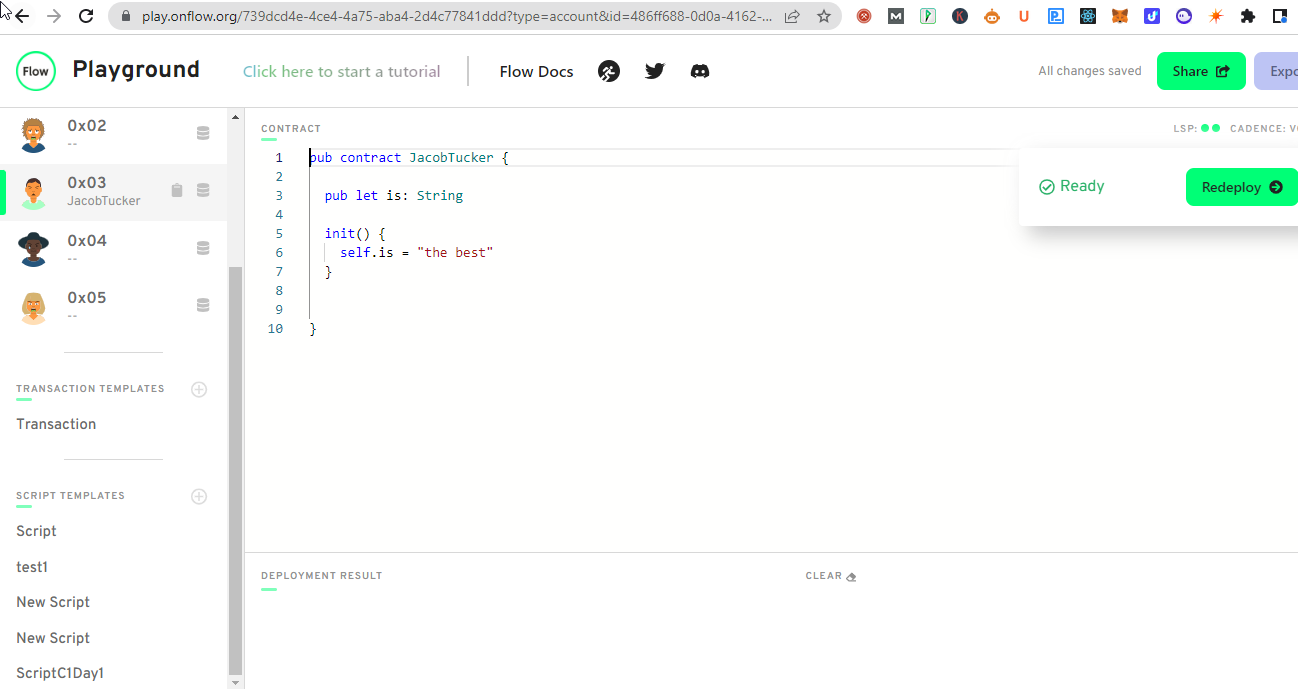 play.onflow.org/739dcd4e-4ce4-4a75-aba4-2d4c77841ddd?type=account&id=486ff688-0d0a-4162-...
Flow Playground Click here to start a tutorial Flow Docs All changes saved Share Expo
0x02
--
0x03
JacobTucker
0x04
--
0x05
--
TRANSACTION TEMPLATES
Transaction
SCRIPT TEMPLATES
Script
test1
New Script
New Script
ScriptC1Day1
CONTRACT
LSP: CADENCE: V0
1 pub contract JacobTucker {
2
3 pub let is: String
4
5 init() {
6 self.is = "the best"
7 }
8
9
10 }
Ready Redeploy
DEPLOYMENT RESULT CLEAR